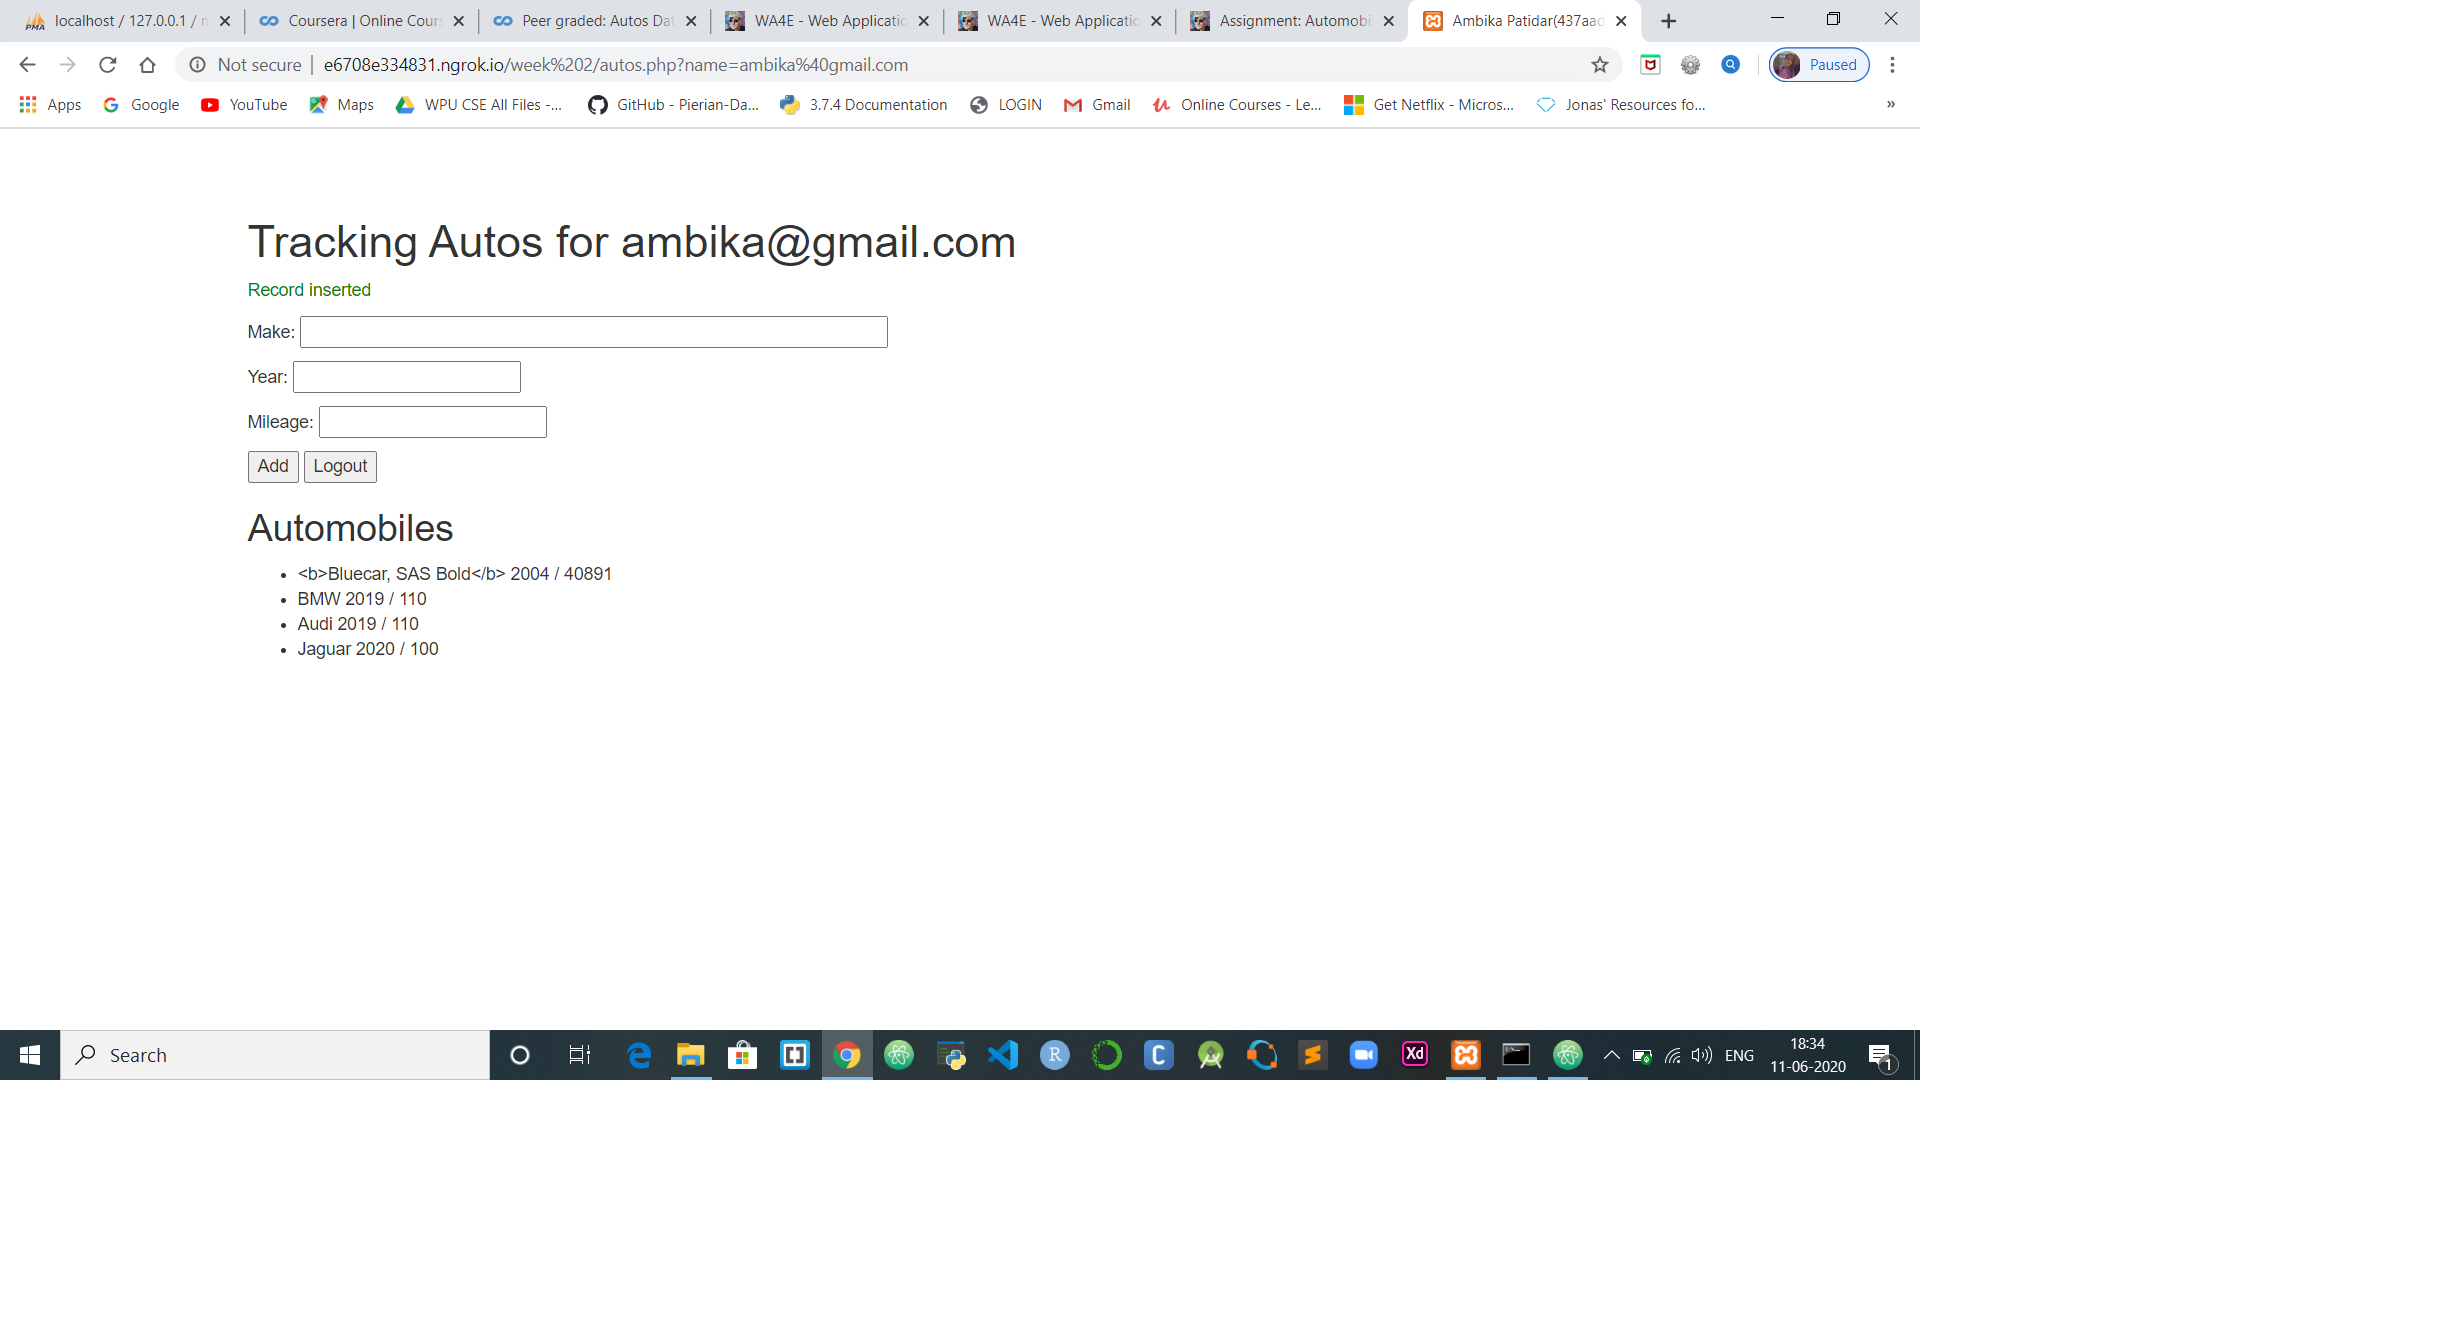 localhost / 127.0.0.1 /
Coursera | Online Cour
Peer graded: Autos Dat
WA4E - Web Applicatio
WA4E - Web Applicatio
Assignment: Automobi
Ambika Patidar(437aad
Not secure | e6708e334831.ngrok.io/week%202/autos.php?name=ambika%40gmail.com
Paused
Apps Google YouTube Maps WPU CSE All Files -... GitHub - Pierian-Da... 3.7.4 Documentation LOGIN Gmail Online Courses - Le... Get Netflix - Micros... Jonas' Resources fo... »
Tracking Autos for ambika@gmail.com
Record inserted
Make:
Year:
Mileage:
Add Logout
Automobiles
• <b>Bluecar, SAS Bold</b> 2004 / 40891
• BMW 2019 / 110
• Audi 2019 / 110
• Jaguar 2020 / 100
Search
ENG
18:34
11-06-2020
1